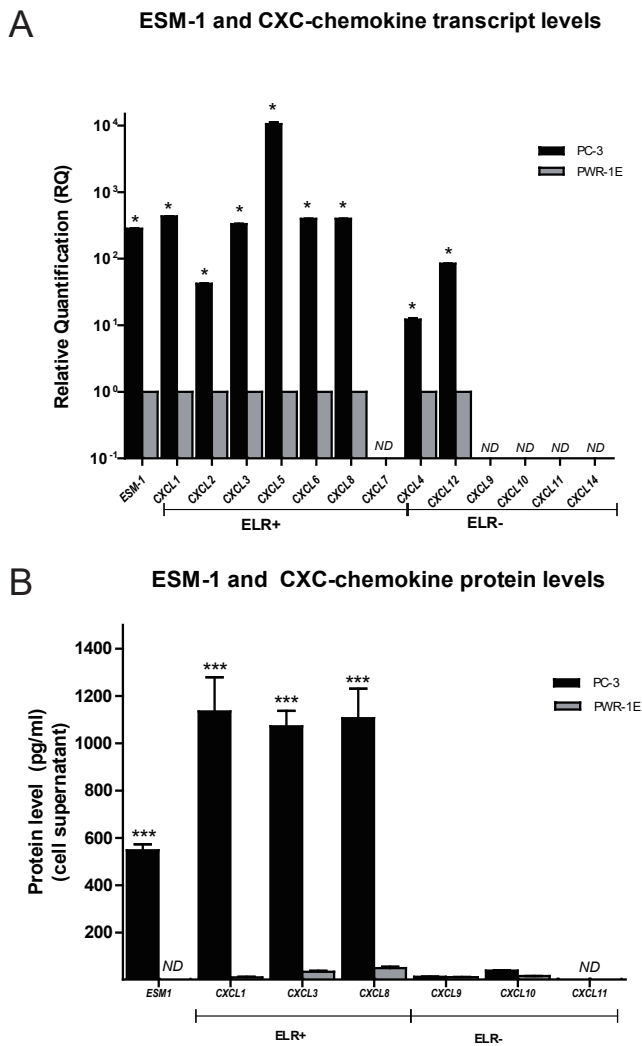 A
ESM-1 and CXC-chemokine transcript levels
Relative Quantification (RQ)
10⁴
10³
10²
10¹
10⁰
10⁻¹
* * * * * * * * *
ND ND ND ND ND
PC-3
PWR-1E
ESM-1 CXCL1 CXCL2 CXCL3 CXCL5 CXCL6 CXCL8 CXCL7 CXCL4 CXCL12 CXCL9 CXCL10 CXCL11 CXCL14
ELR+ ELR-
B
ESM-1 and CXC-chemokine protein levels
Protein level (pg/ml)
(cell supernatant)
1400
1200
1000
800
600
400
200
*** *** *** ***
ND ND
PC-3
PWR-1E
ESM1 CXCL1 CXCL3 CXCL8 CXCL9 CXCL10 CXCL11
ELR+ ELR-